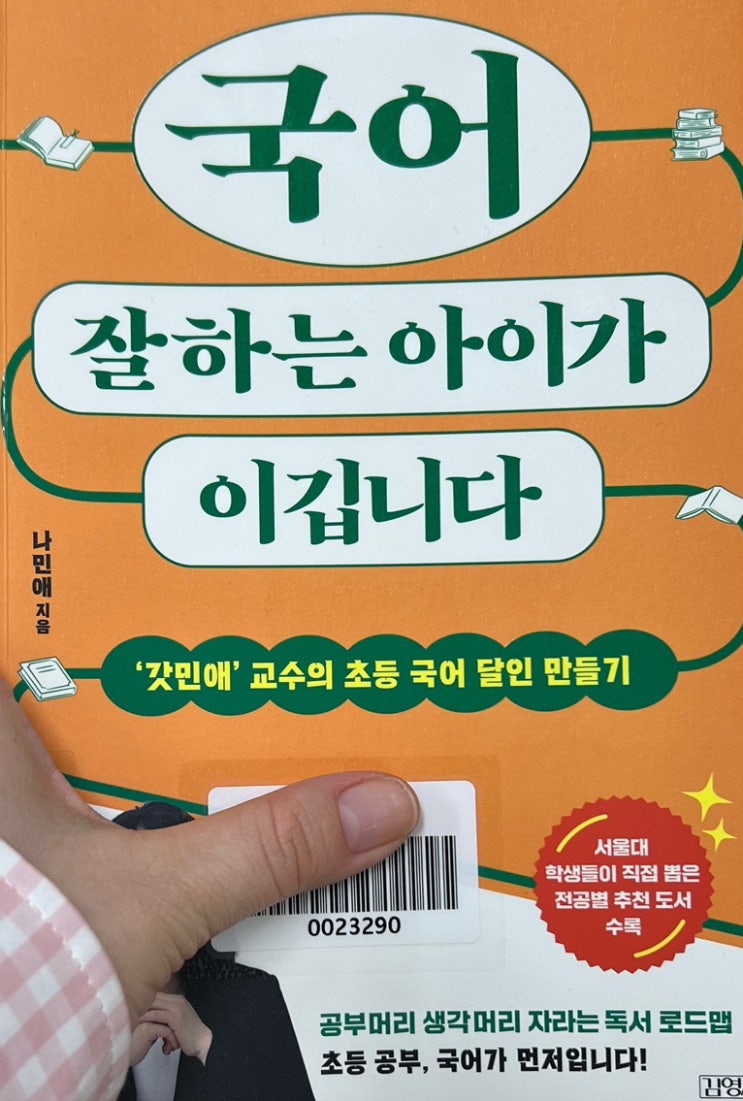 국어
잘하는 아이가
이깁니다
나민애 지음
‘갓민애’ 교수의 초등 국어 달인 만들기
서울대
학생들이 직접 뽑은
전공별 추천 도서
수록
0023290
공부머리 생각머리 자라는 독서 로드맵
초등 공부, 국어가 먼저입니다!
김영